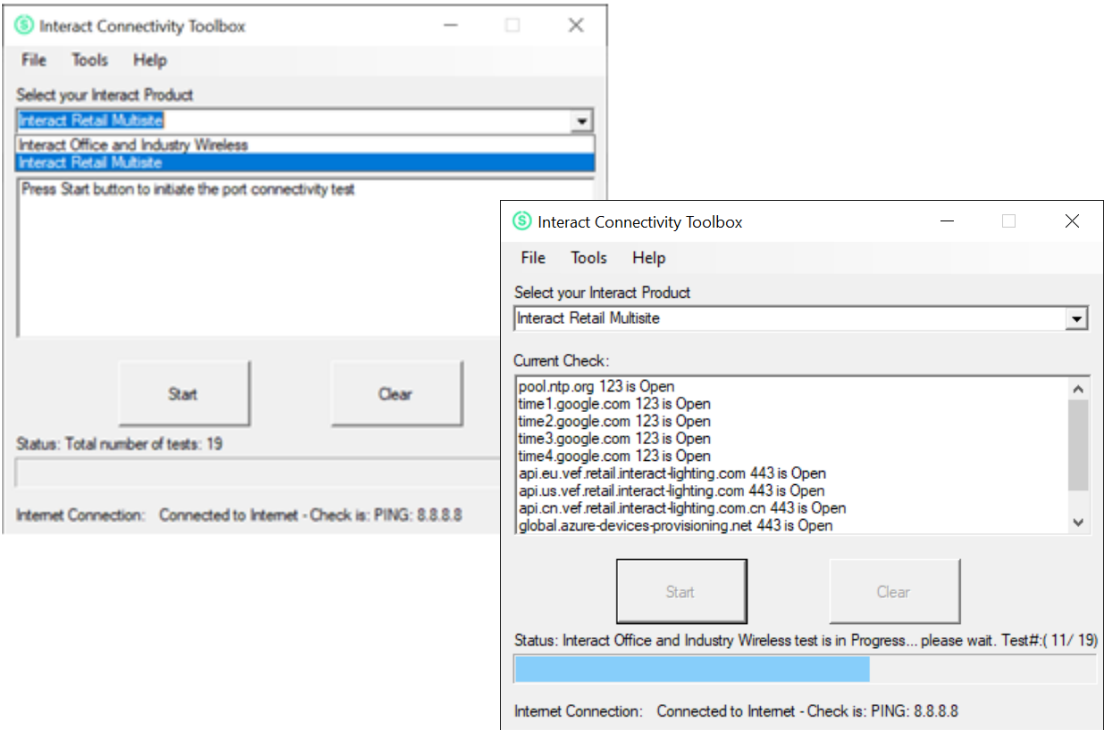 Interact Connectivity Toolbox
File Tools Help
Select your Interact Product
Interact Retail Multisite
Interact Office and Industry Wireless
Interact Retail Multisite
Press Start button to initiate the port connectivity test
Start Clear
Status: Total number of tests: 19
Internet Connection: Connected to Internet - Check is: PING: 8.8.8.8
Interact Connectivity Toolbox
File Tools Help
Select your Interact Product
Interact Retail Multisite
Current Check:
pool.ntp.org 123 is Open
time1.google.com 123 is Open
time2.google.com 123 is Open
time3.google.com 123 is Open
time4.google.com 123 is Open
api.eu.vef.retail.interact-lighting.com 443 is Open
api.us.vef.retail.interact-lighting.com 443 is Open
api.cn.vef.retail.interact-lighting.com.cn 443 is Open
global.azure-devices-provisioning.net 443 is Open
Start Clear
Status: Interact Office and Industry Wireless test is in Progress... please wait. Test#:( 11/ 19)
Internet Connection: Connected to Internet - Check is: PING: 8.8.8.8